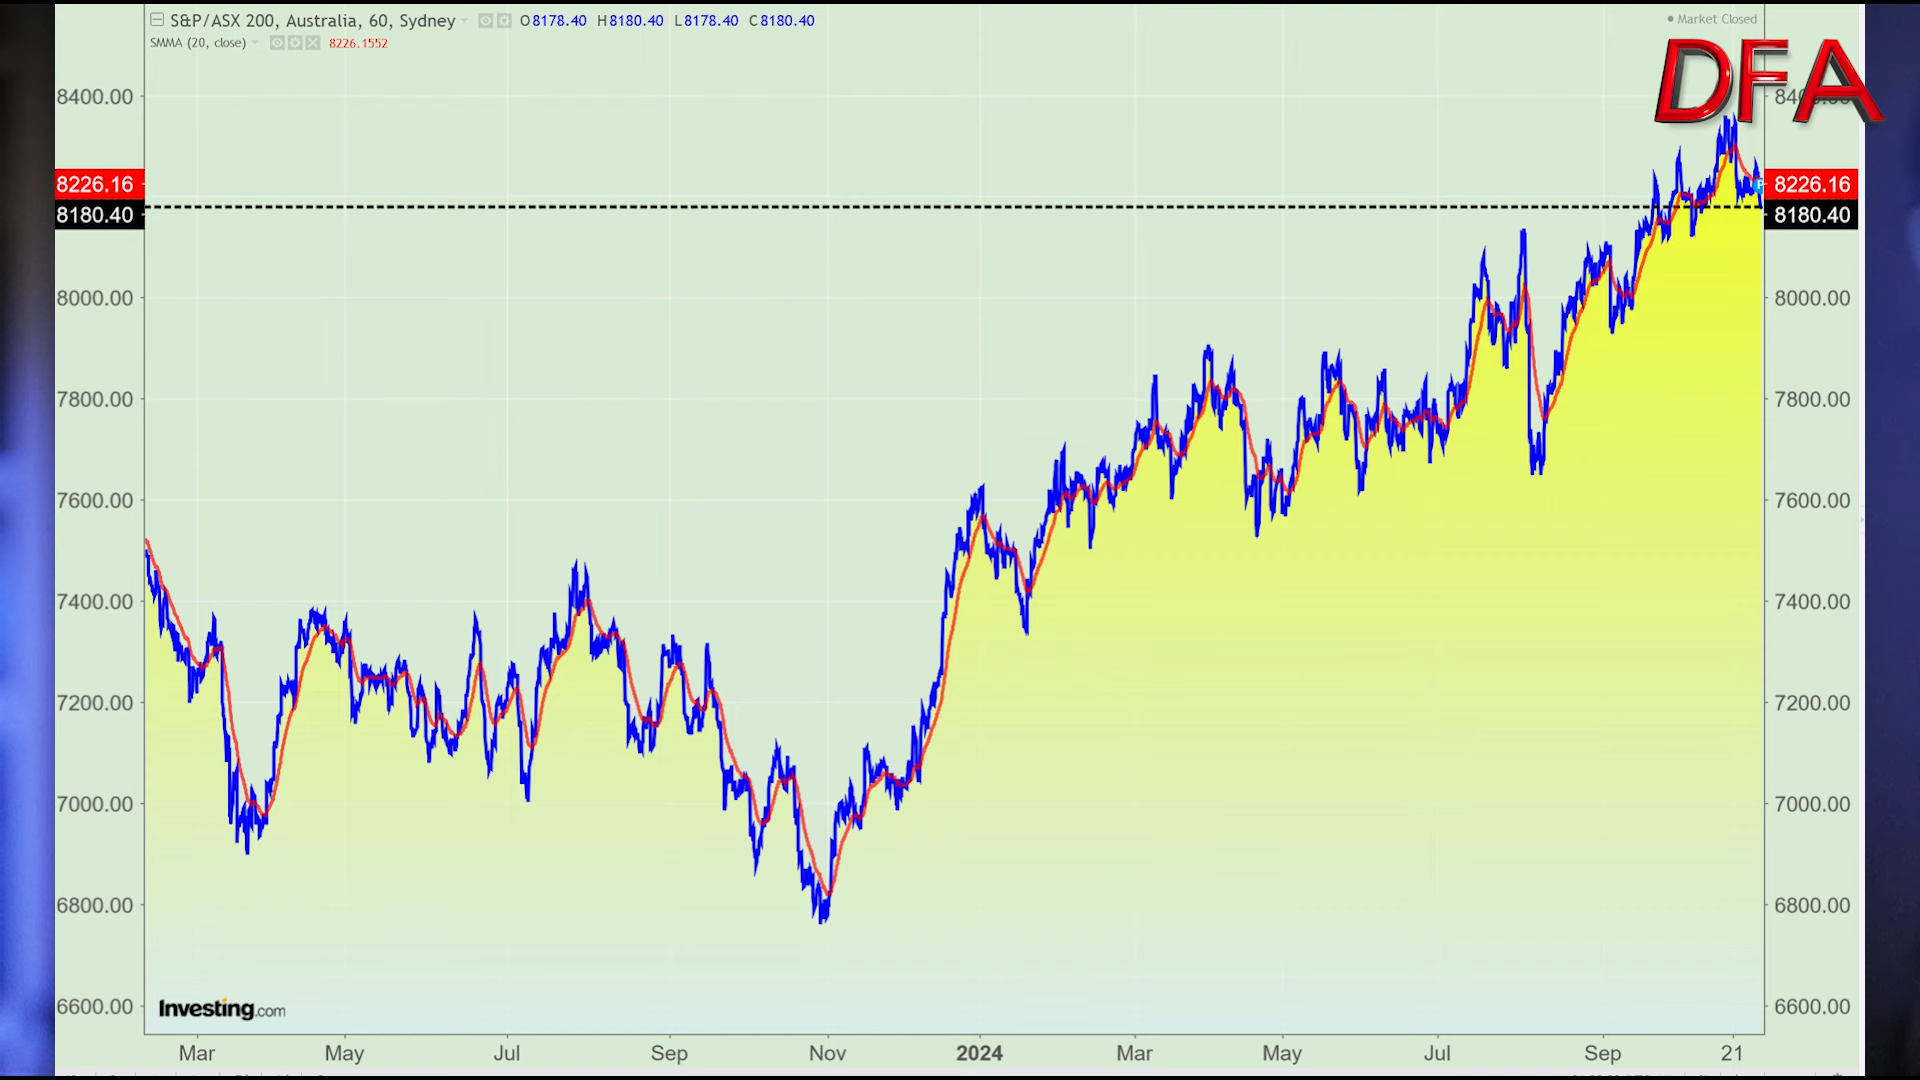 S&P/ASX 200, Australia, 60, Sydney O8178.40 H8180.40 L8178.40 C8180.40
Market Closed
SMMA (20, close) 8226.1552
DFA
8400.00
8226.16 8226.16
8180.40 8180.40
8000.00 8000.00
7800.00 7800.00
7600.00 7600.00
7400.00 7400.00
7200.00 7200.00
7000.00 7000.00
6800.00 6800.00
6600.00 6600.00
Investing.com
Mar May Jul Sep Nov 2024 Mar May Jul Sep 21